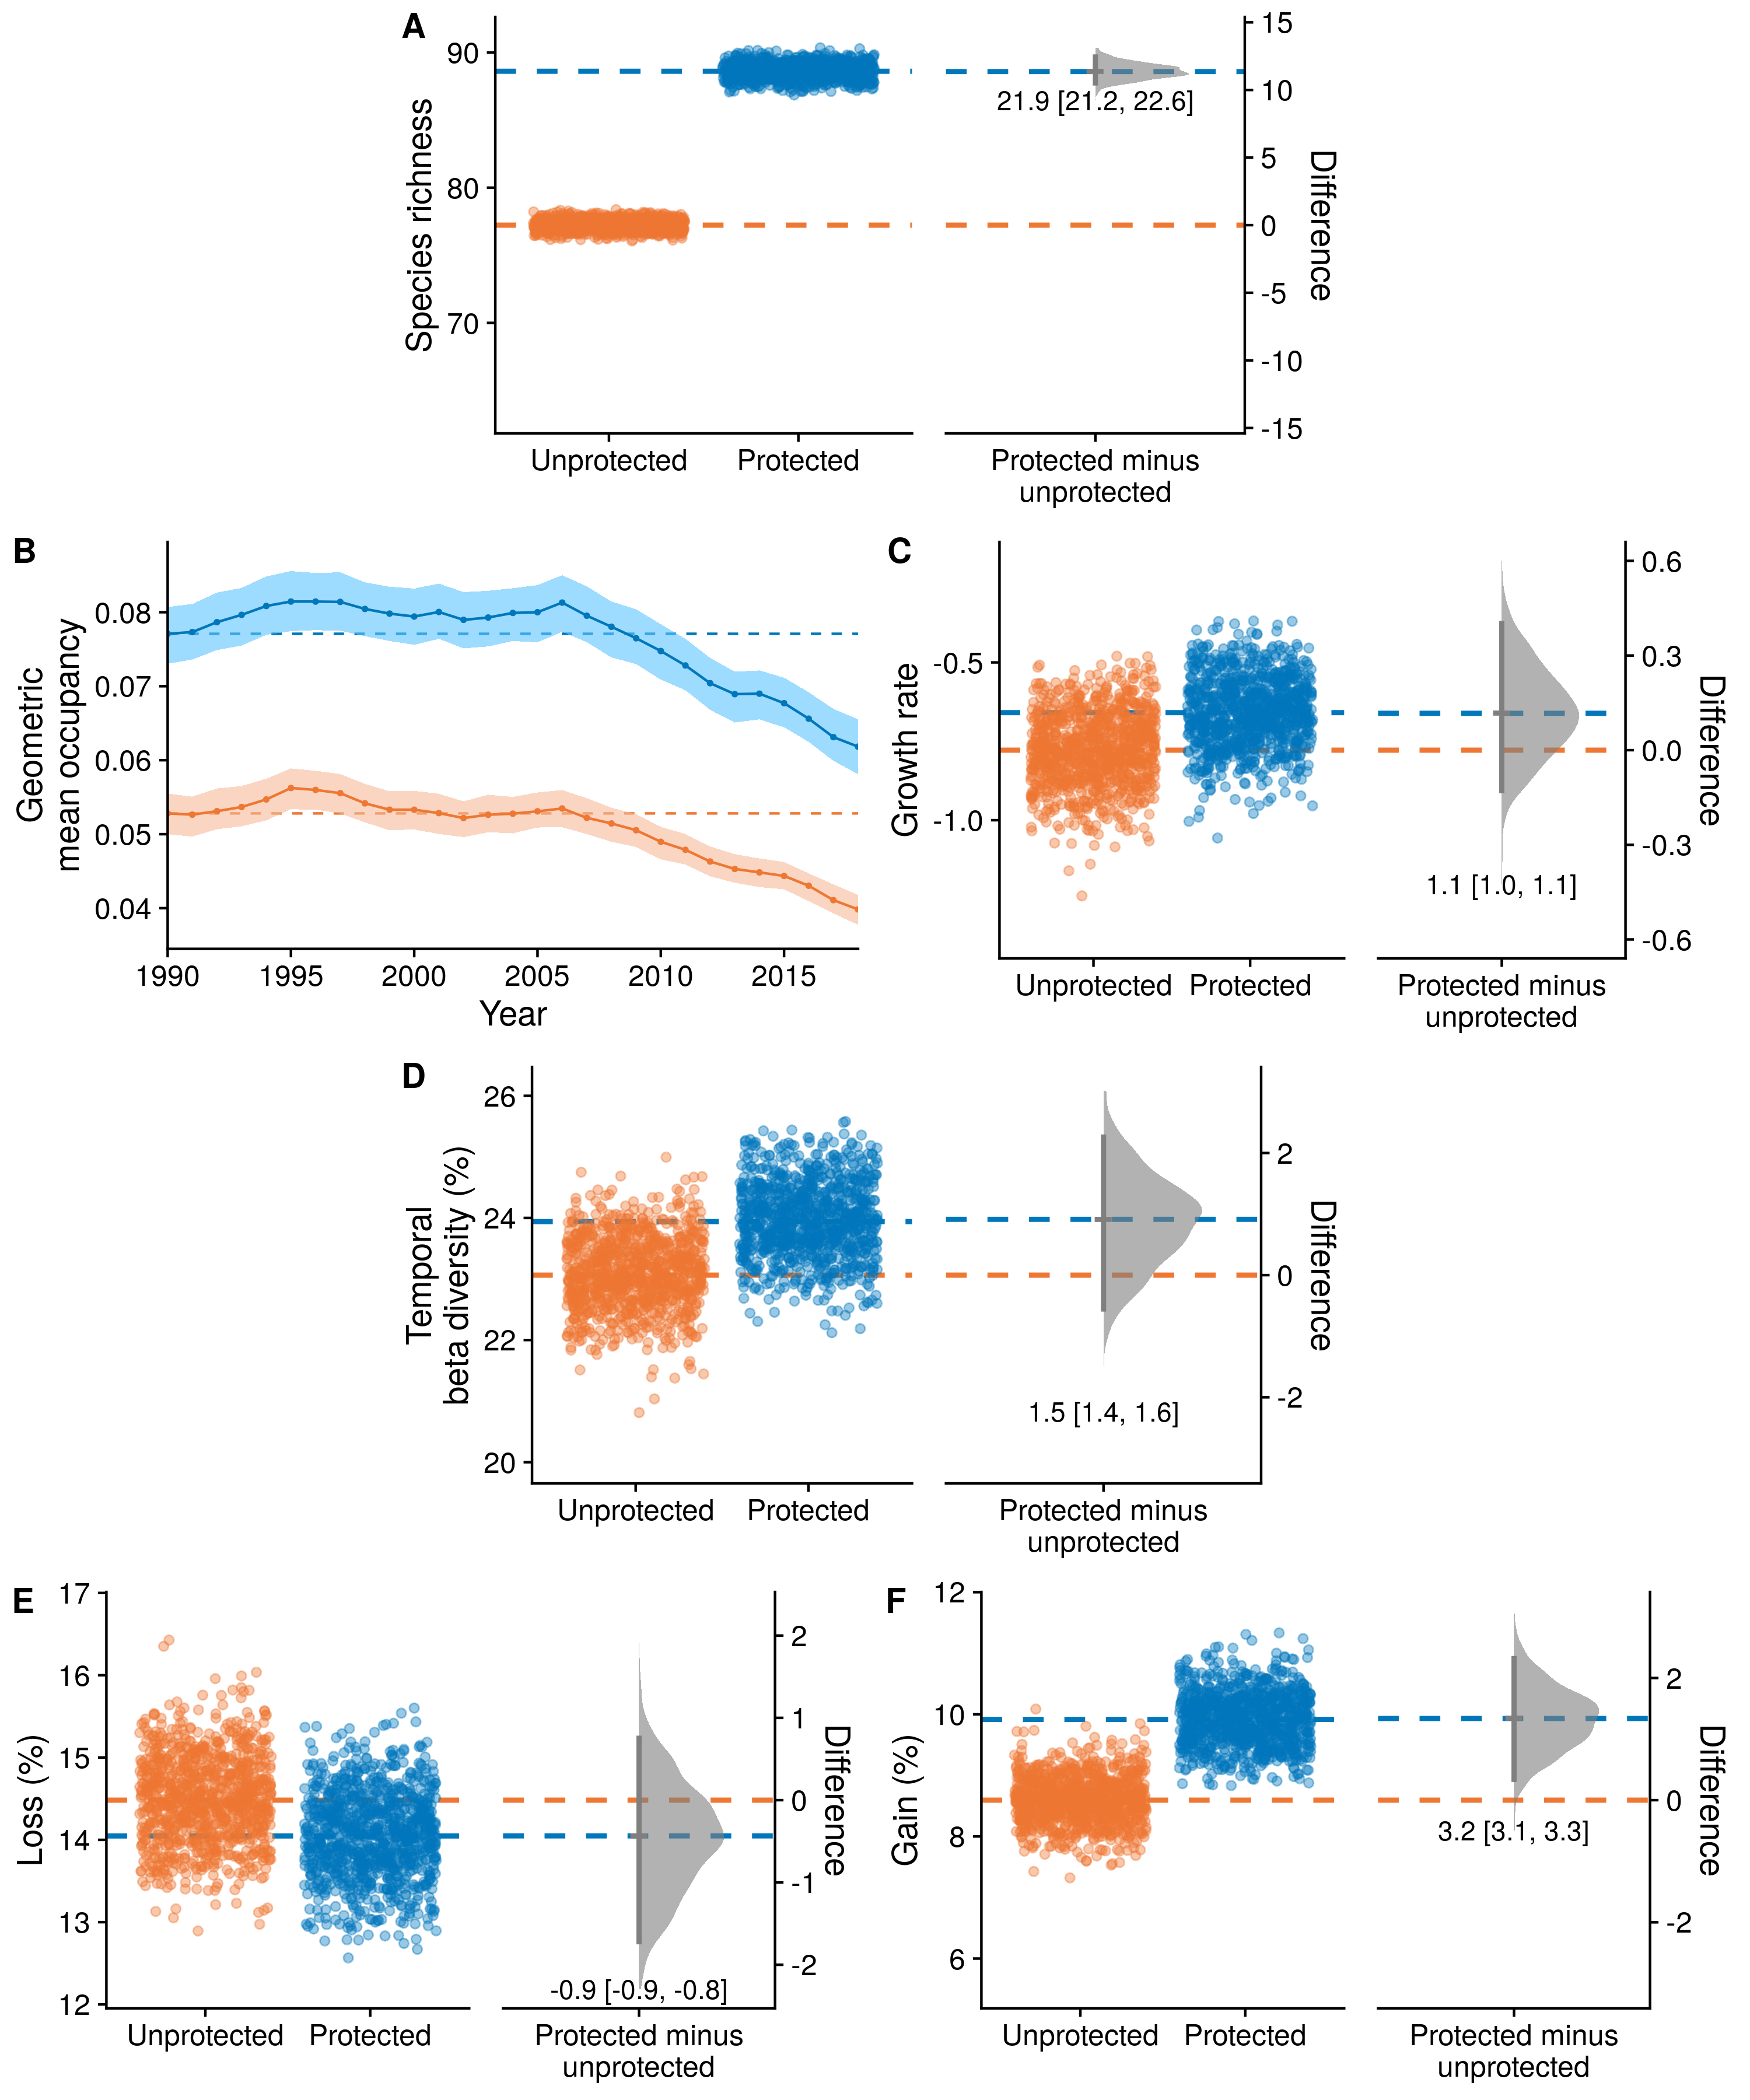 A
90
80
70
Species richness
15
10
5
0
-5
-10
-15
Difference
21.9 [21.2, 22.6]
Unprotected
Protected
Protected minus
unprotected
B
0.08
0.07
0.06
0.05
0.04
Geometric
mean occupancy
1990
1995
2000
2005
2010
2015
Year
C
-0.5
-1.0
Growth rate
0.6
0.3
0.0
-0.3
-0.6
Difference
1.1 [1.0, 1.1]
Unprotected
Protected
Protected minus
unprotected
D
26
24
22
20
Temporal
beta diversity (%)
2
0
-2
Difference
1.5 [1.4, 1.6]
Unprotected
Protected
Protected minus
unprotected
E
17
16
15
14
13
12
Loss (%)
2
1
0
-1
-2
Difference
-0.9 [-0.9, -0.8]
Unprotected
Protected
Protected minus
unprotected
F
12
10
8
6
Gain (%)
2
0
-2
Difference
3.2 [3.1, 3.3]
Unprotected
Protected
Protected minus
unprotected